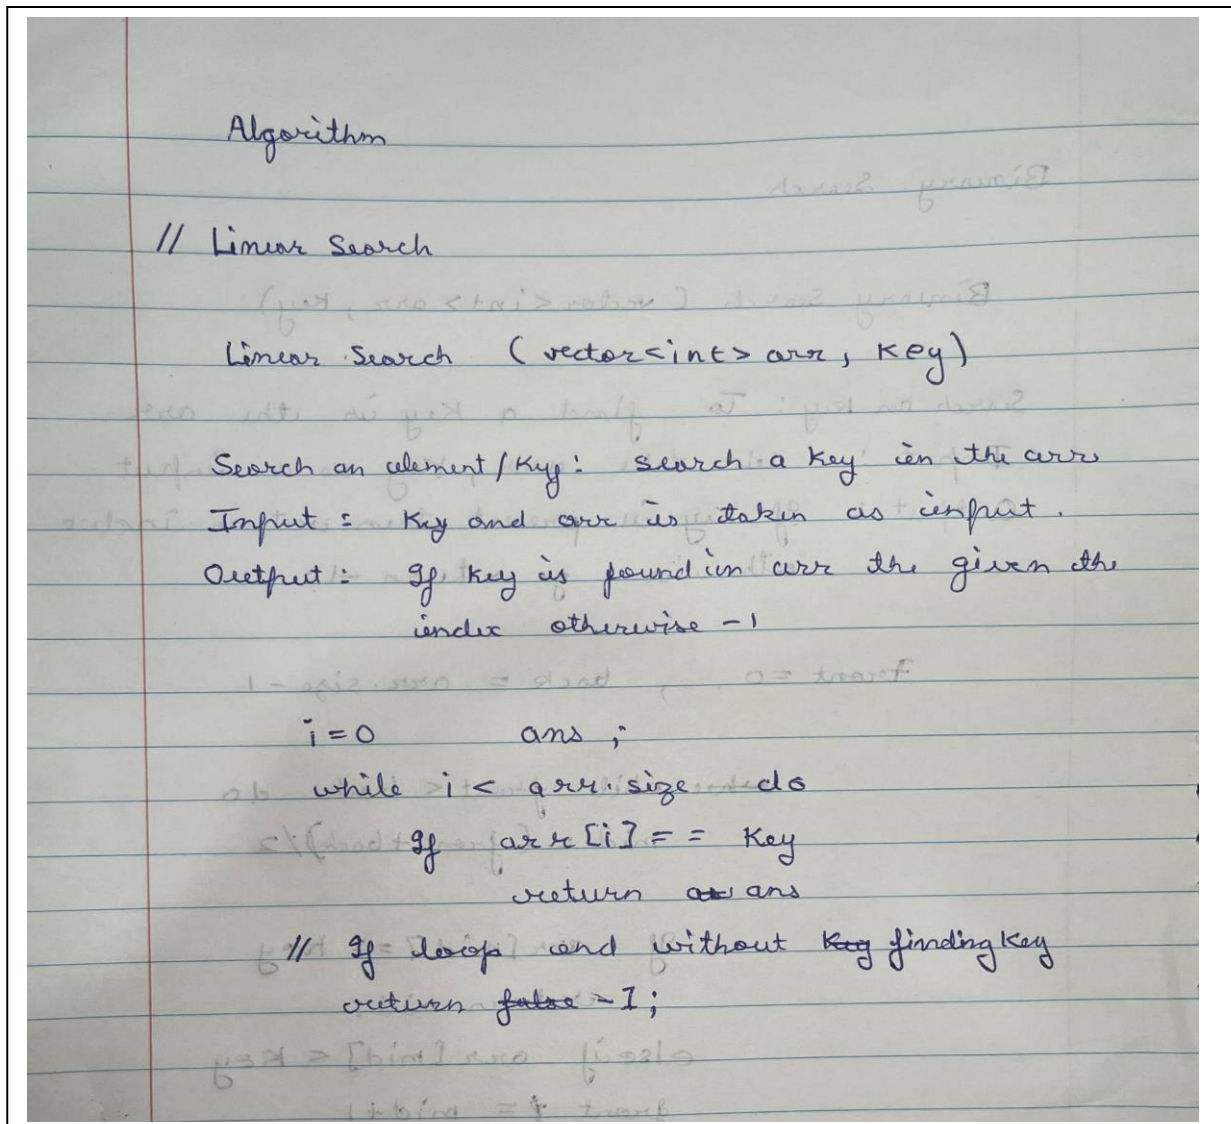 Algorithm
// Linear Search
Linear Search (vector<int> arr, key)
Search an element/Key: search a key in the arr
Input : Key and arr is taken as input.
Output : If key is found in arr the given the
index otherwise -1
i=0 ans ;
while i < arr.size do
If arr[i] == Key
return ans
// If loop end without finding key
return -1;